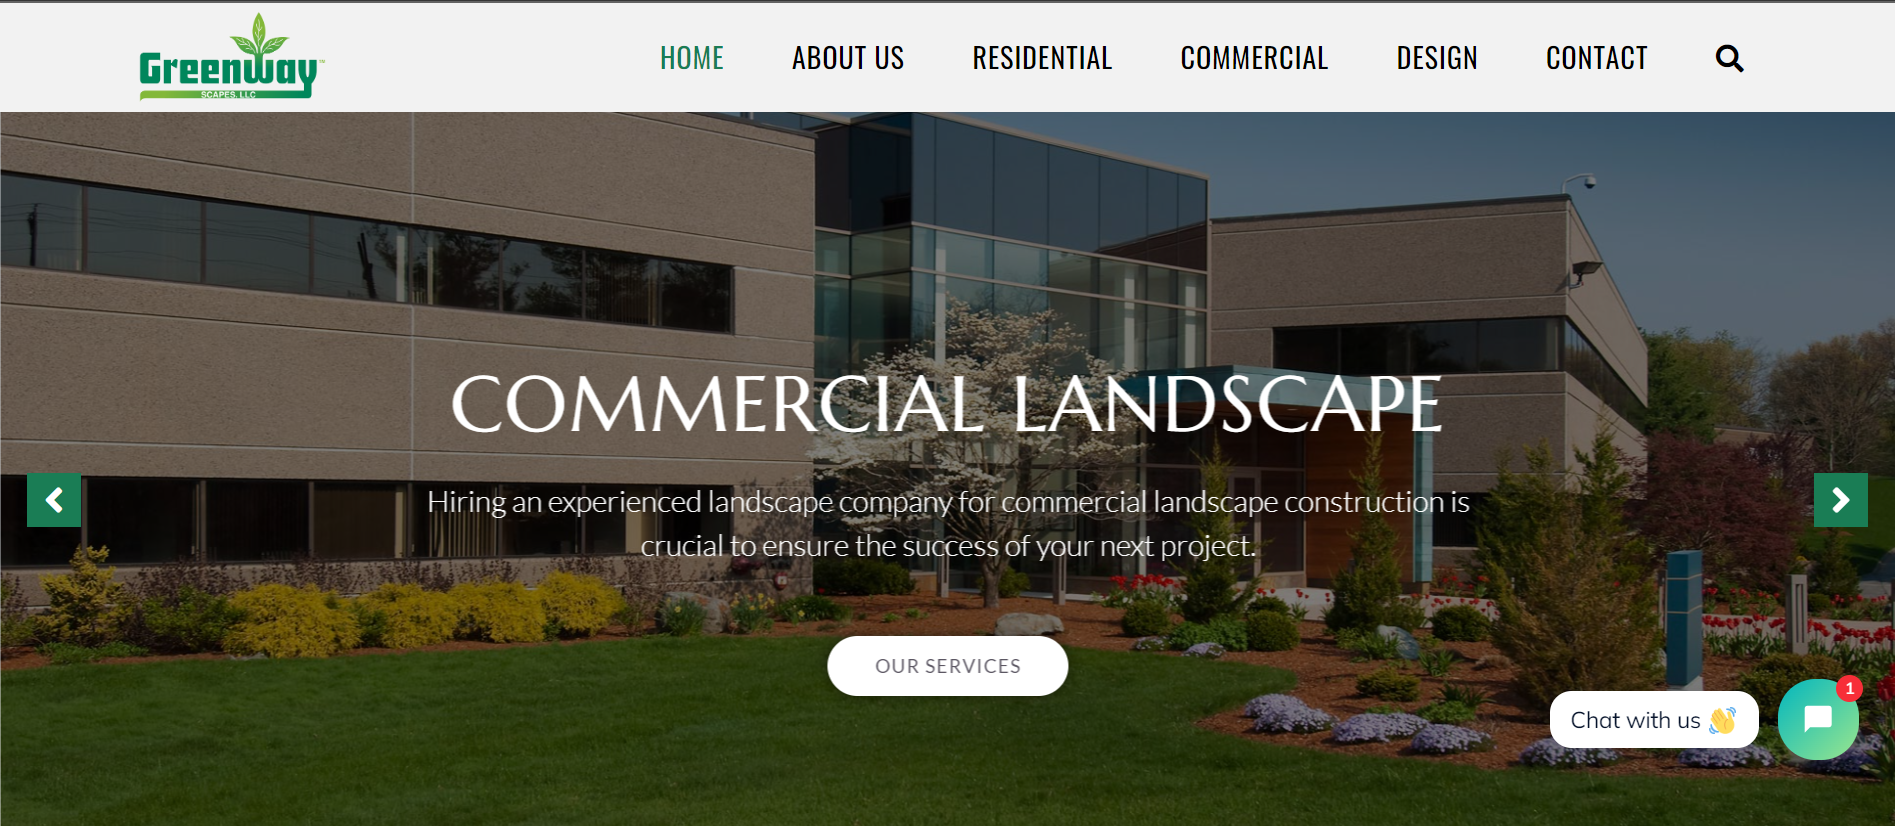 Greenway
™
SCAPES, LLC
HOME
ABOUT US
RESIDENTIAL
COMMERCIAL
DESIGN
CONTACT
COMMERCIAL LANDSCAPE
Hiring an experienced landscape company for commercial landscape construction is
crucial to ensure the success of your next project.
OUR SERVICES
Chat with us 👋
1